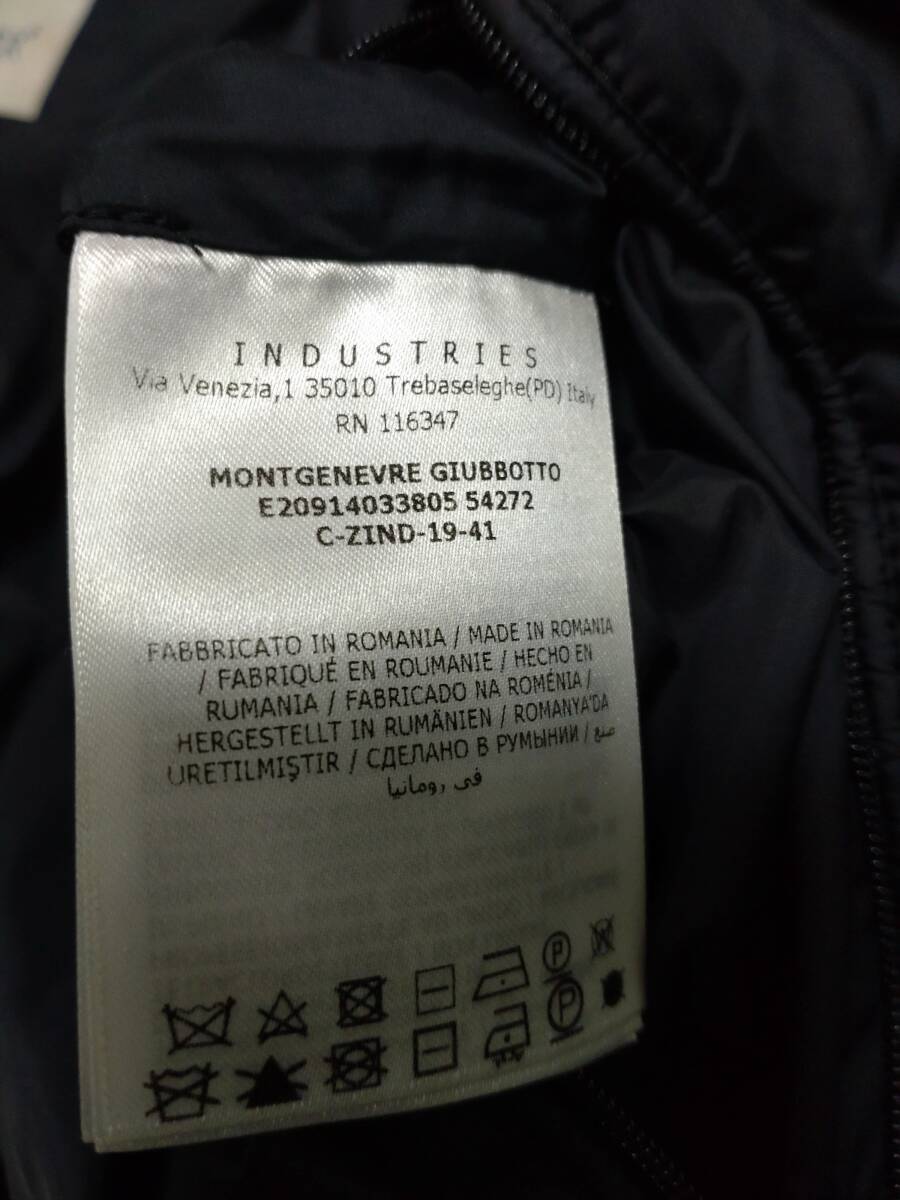 INDUSTRIES
Via Venezia,1 35010 Trebaseleghe(PD) Italy
RN 116347
MONTGENEVRE GIUBBOTTO
E20914033805 54272
C-ZIND-19-41
FABBRICATO IN ROMANIA / MADE IN ROMANIA
/ FABRIQUÉ EN ROUMANIE / HECHO EN
RUMANIA / FABRICADO NA ROMÉNIA /
HERGESTELLT IN RUMÄNIEN / ROMANYA'DA
URETILMIŞTIR / СДЕЛАНО В РУМЫНИИ / صنع
في رومانيا
P
P